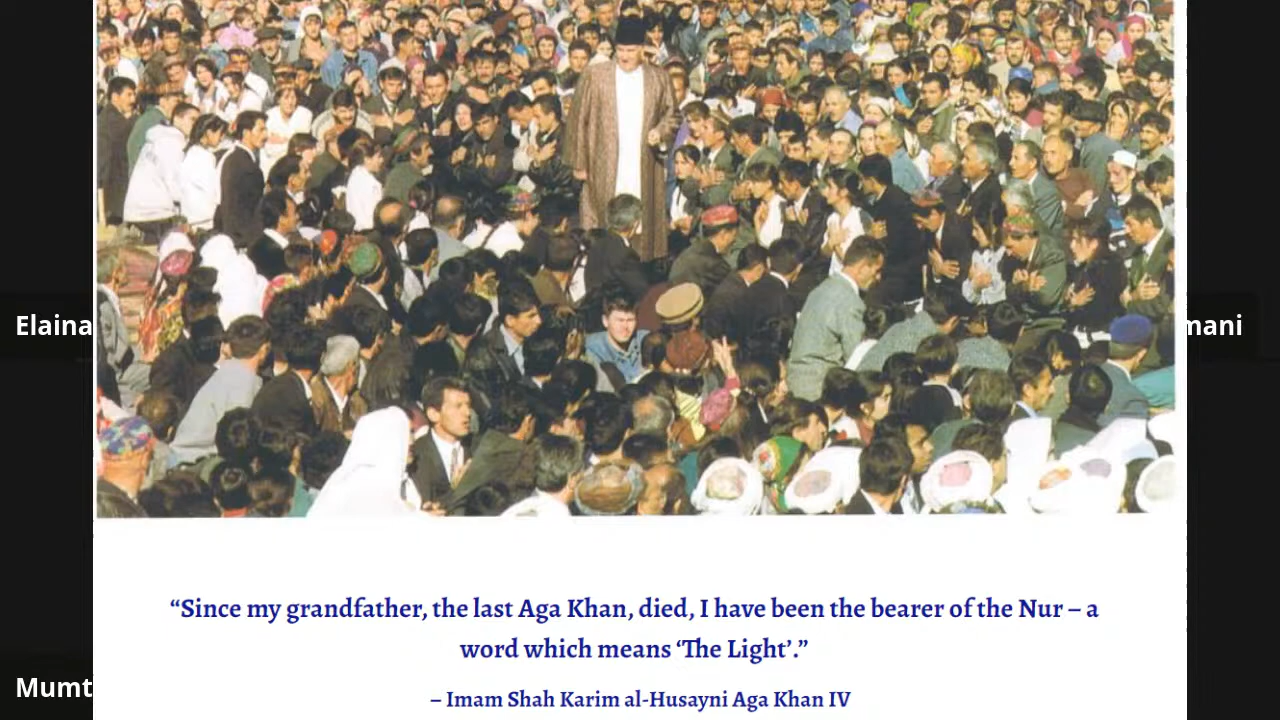 Elaina
mani
“Since my grandfather, the last Aga Khan, died, I have been the bearer of the Nur – a
word which means ‘The Light’.”
Mumt
– Imam Shah Karim al-Husayni Aga Khan IV